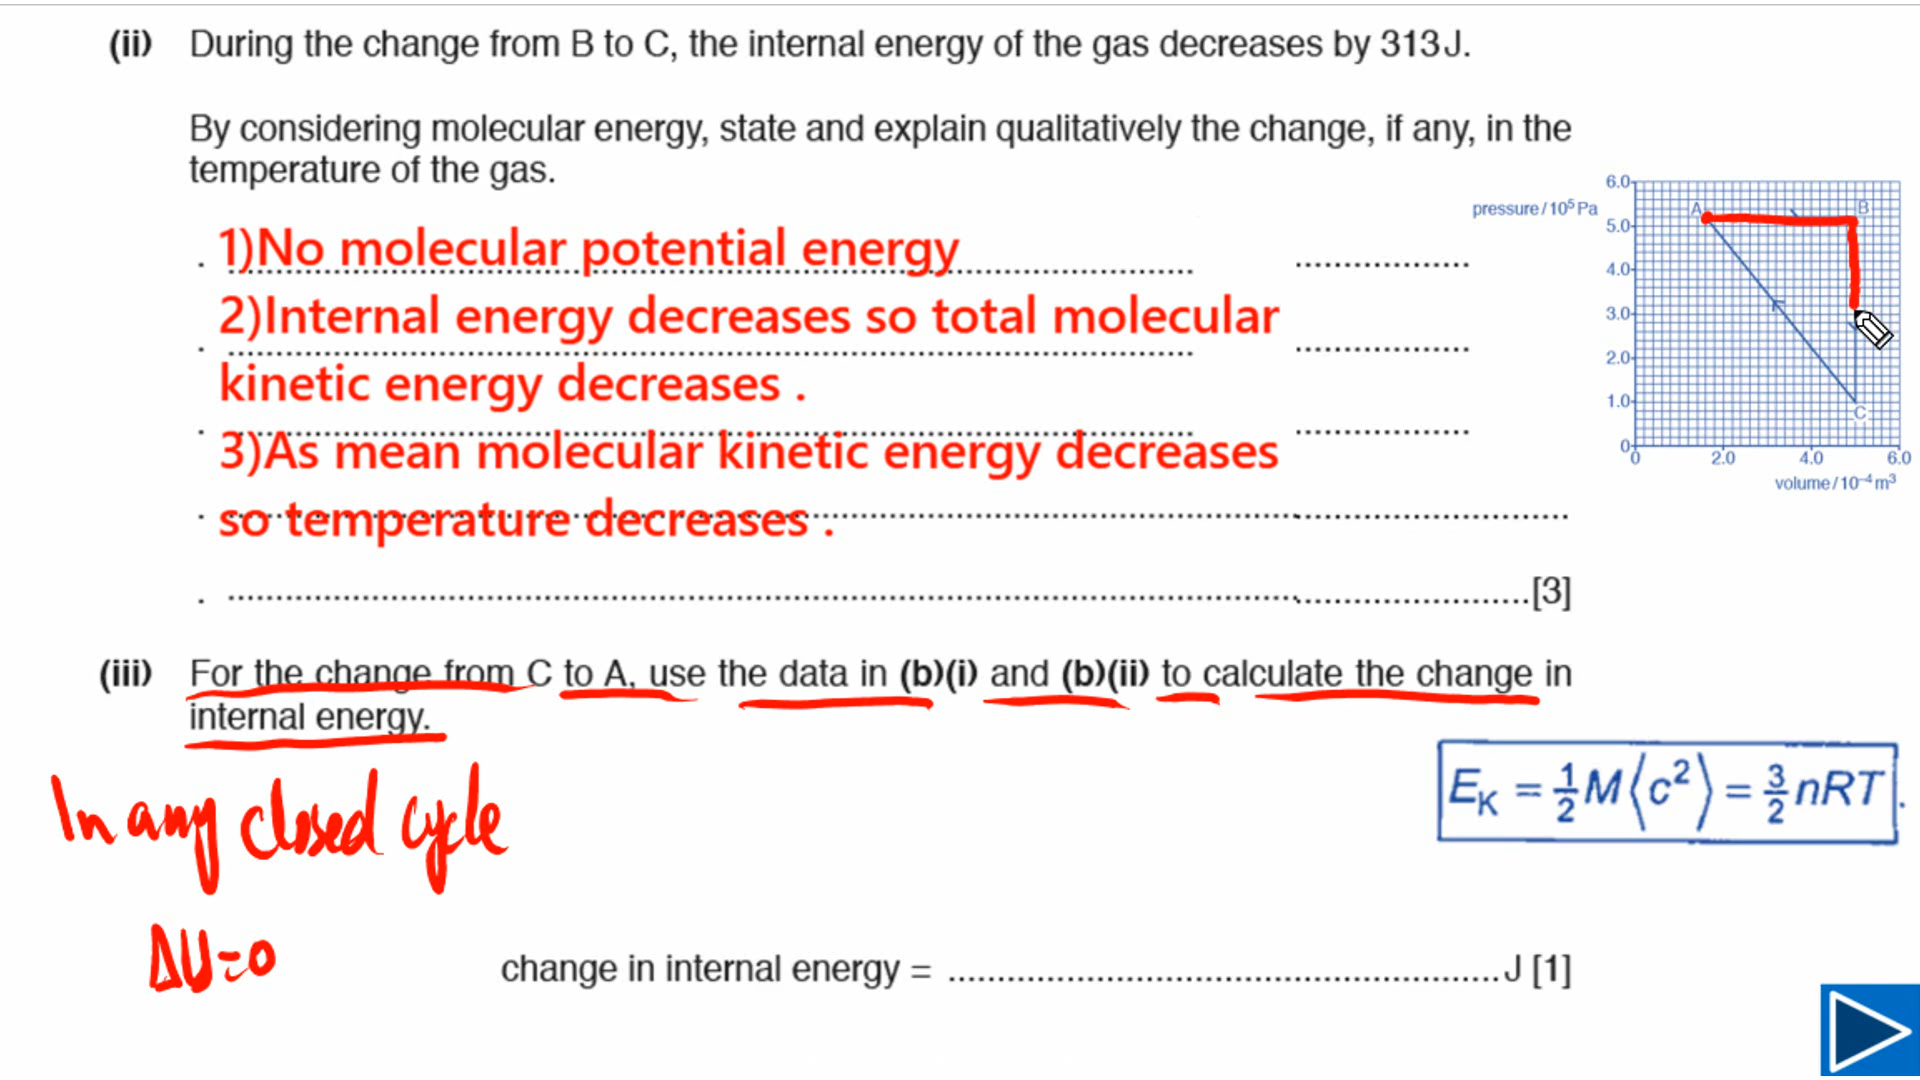 (ii) During the change from B to C, the internal energy of the gas decreases by 313 J.
By considering molecular energy, state and explain qualitatively the change, if any, in the
temperature of the gas.
1)No molecular potential energy
2)Internal energy decreases so total molecular
kinetic energy decreases .
3)As mean molecular kinetic energy decreases
so temperature decreases .
[3]
pressure/10⁵ Pa
6.0
5.0
4.0
3.0
2.0
1.0
0
A
B
C
0 2.0 4.0 6.0
volume/10⁻⁴ m³
(iii) For the change from C to A, use the data in (b)(i) and (b)(ii) to calculate the change in
internal energy.
In any closed cycle
ΔU=0
E_K = ½M⟨c²⟩ = 3/2 nRT .
change in internal energy = .......... J [1]